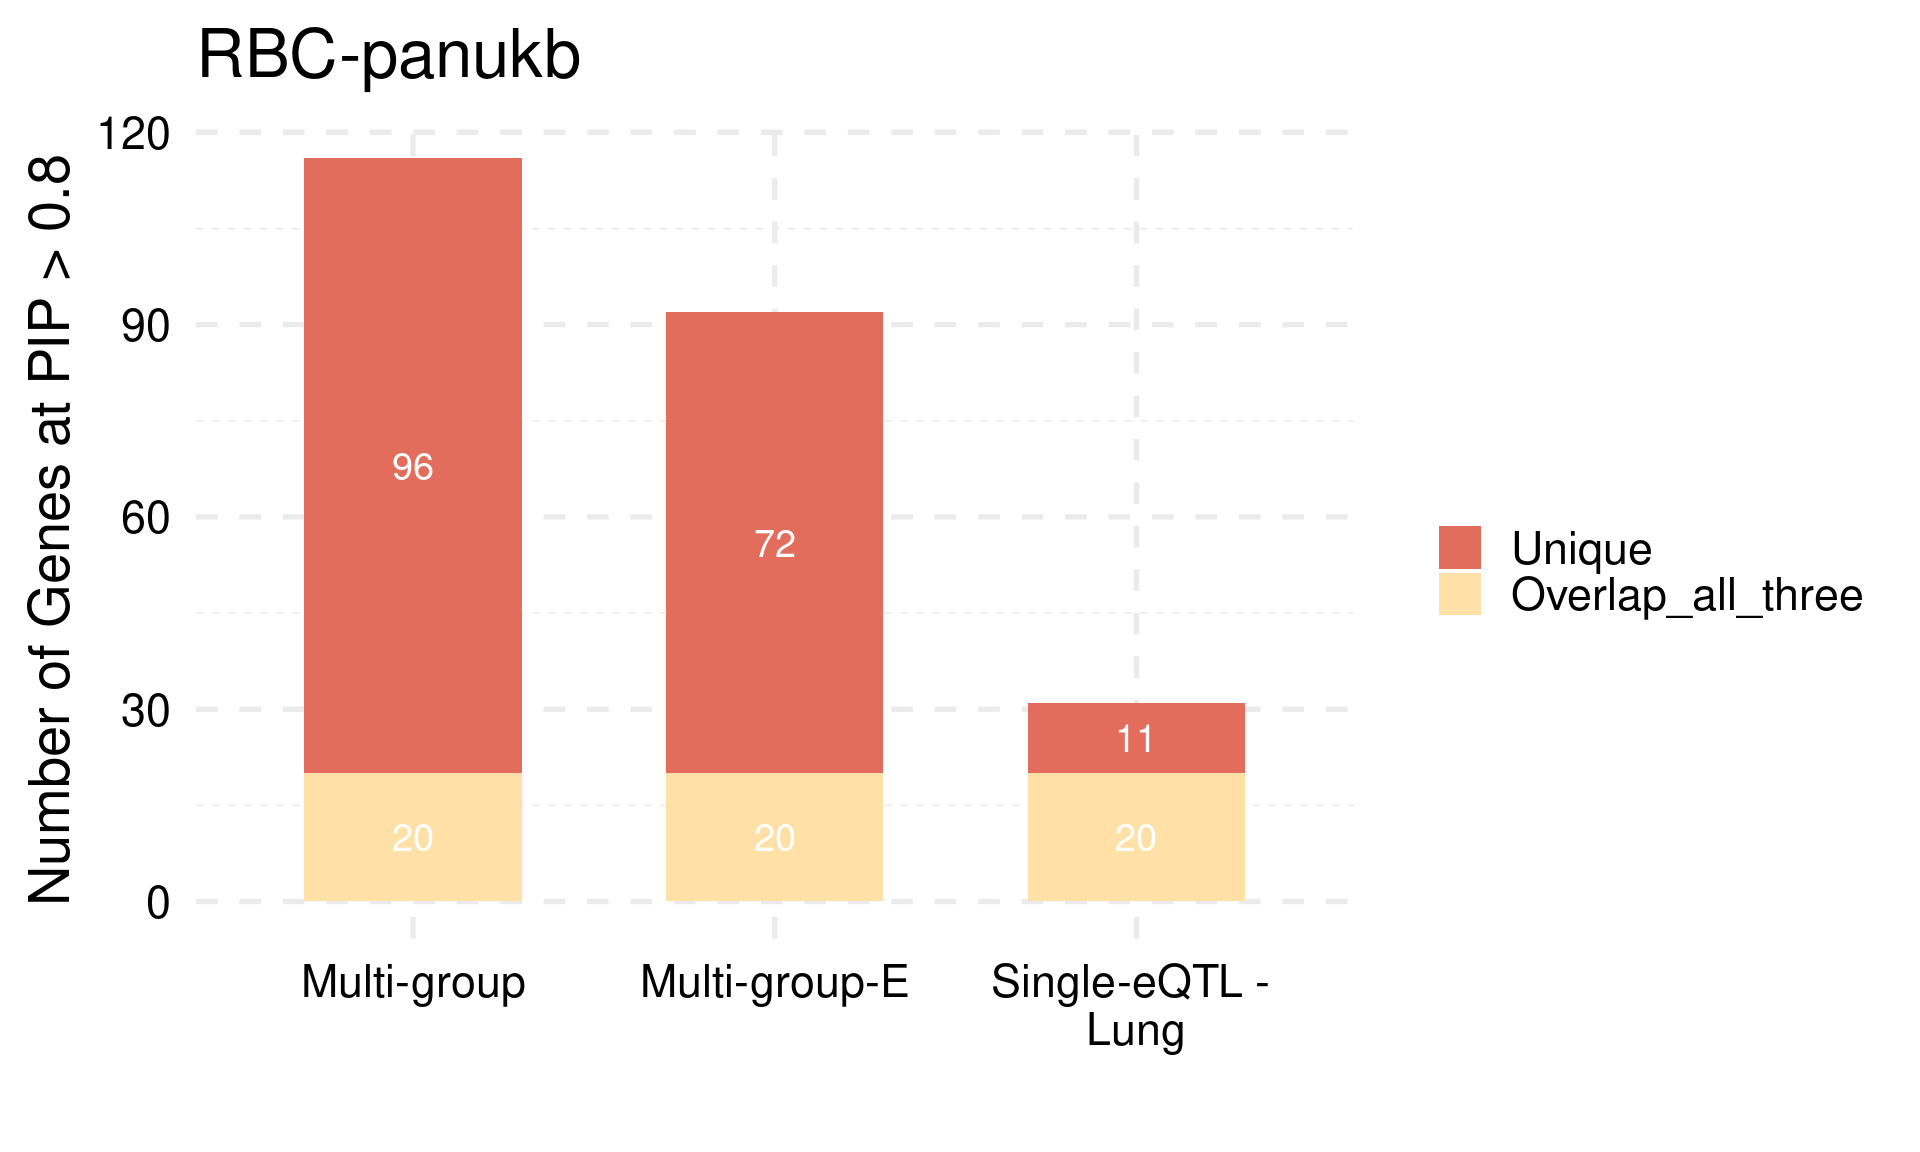 RBC-panukb
Number of Genes at PIP > 0.8
120
90
60
30
0
96
72
11
20
20
20
Multi-group
Multi-group-E
Single-eQTL -
Lung
Unique
Overlap_all_three